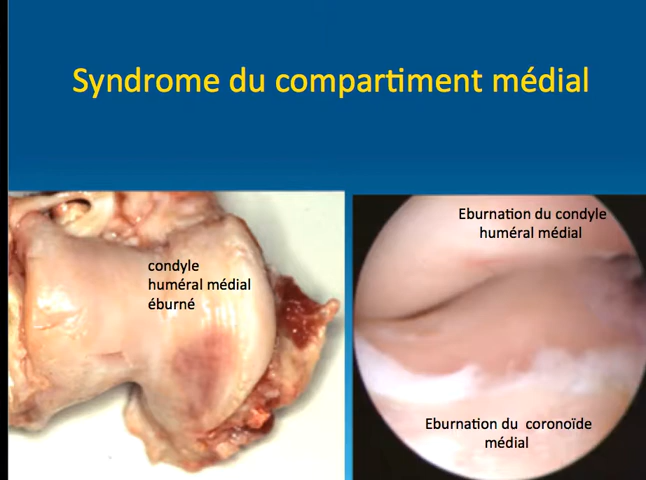 Syndrome du compartiment médial
condyle
huméral médial
éburné
Eburnation du condyle
huméral médial
Eburnation du coronoïde
médial